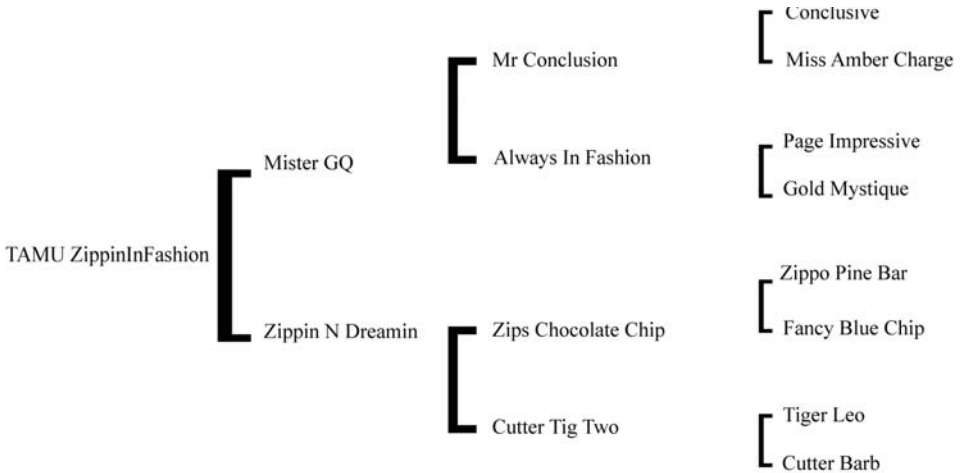 Conclusive
Mr Conclusion
Miss Amber Charge
Page Impressive
Mister GQ
Always In Fashion
Gold Mystique
TAMU ZippinInFashion
Zippo Pine Bar
Zippin N Dreamin
Zips Chocolate Chip
Fancy Blue Chip
Tiger Leo
Cutter Tig Two
Cutter Barb